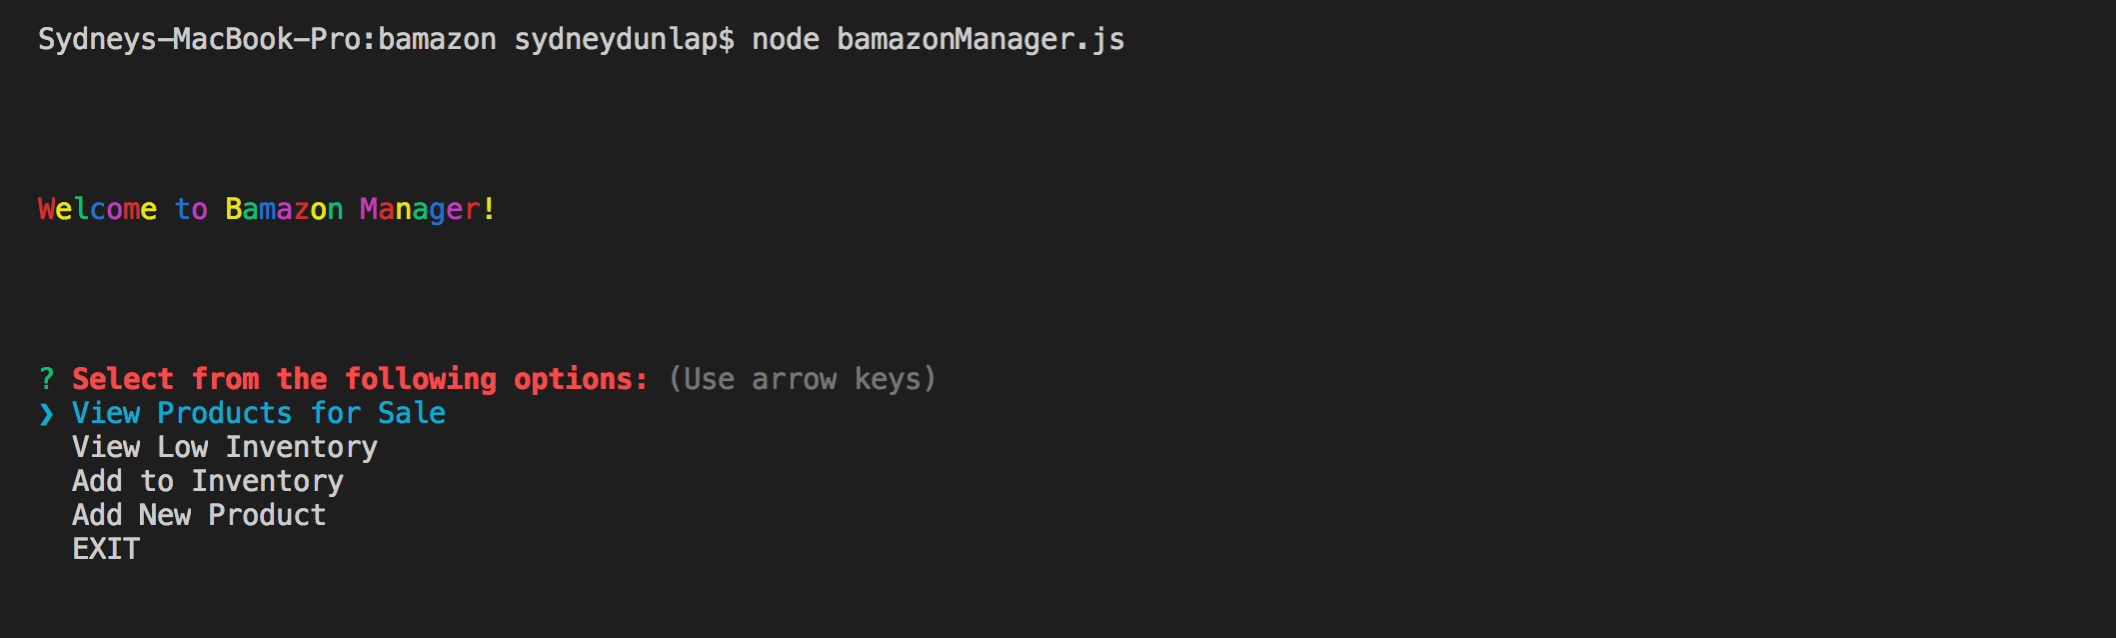 Sydneys-MacBook-Pro:bamazon sydneydunlap$ node bamazonManager.js
Welcome to Bamazon Manager!
? Select from the following options: (Use arrow keys)
❯ View Products for Sale
View Low Inventory
Add to Inventory
Add New Product
EXIT